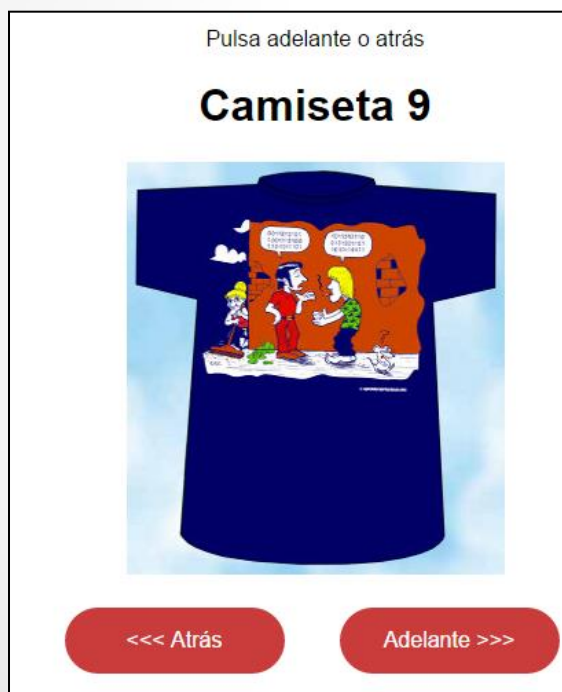 Pulsa adelante o atrás
Camiseta 9
<<< Atrás
Adelante >>>